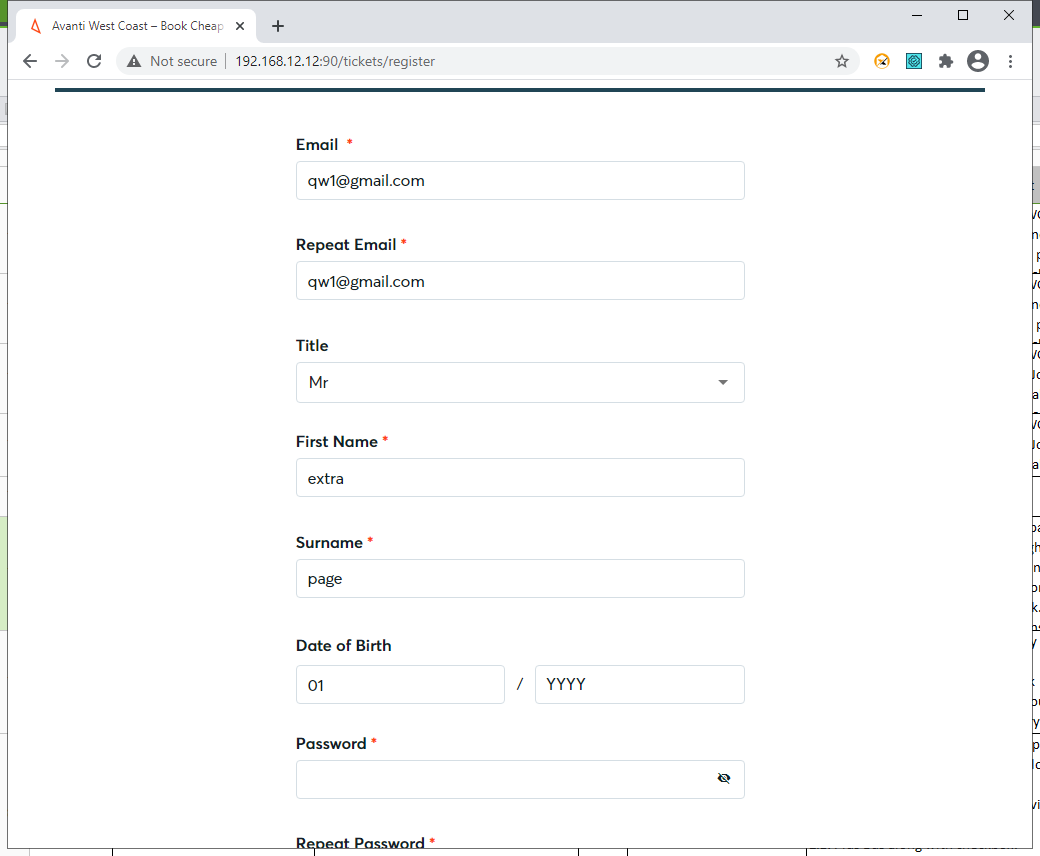 Avanti West Coast – Book Cheap
Not secure 192.168.12.12:90/tickets/register
Email *
qw1@gmail.com
Repeat Email *
qw1@gmail.com
Title
Mr
First Name *
extra
Surname *
page
Date of Birth
01 / YYYY
Password *
Repeat Password *